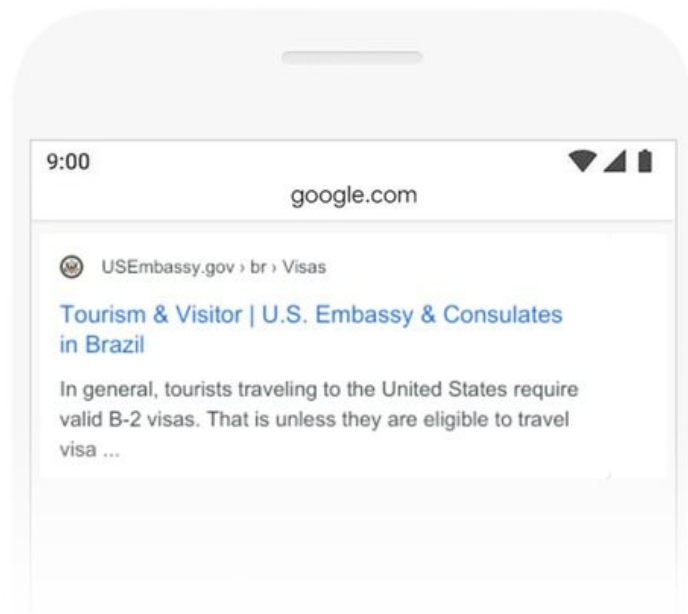 9:00
google.com
USEmbassy.gov › br › Visas
Tourism & Visitor | U.S. Embassy & Consulates
in Brazil
In general, tourists traveling to the United States require
valid B-2 visas. That is unless they are eligible to travel
visa ...